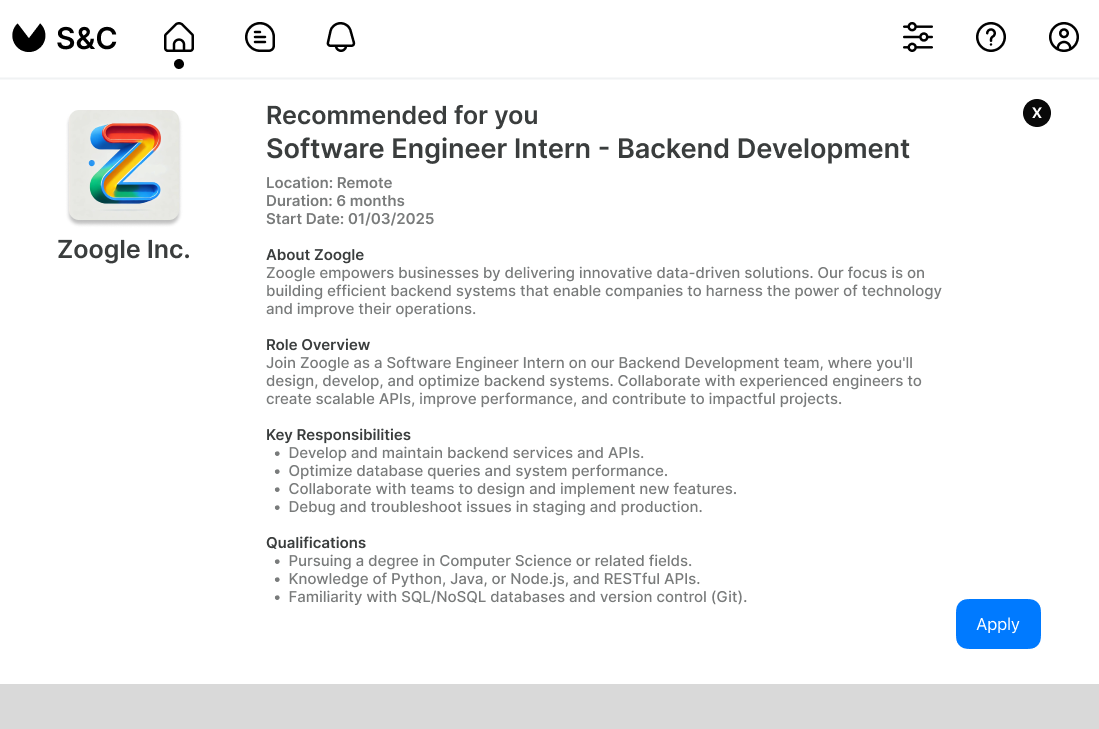 S&C
Recommended for you
X
Software Engineer Intern - Backend Development
Location: Remote
Duration: 6 months
Start Date: 01/03/2025
Zoogle Inc.
About Zoogle
Zoogle empowers businesses by delivering innovative data-driven solutions. Our focus is on
building efficient backend systems that enable companies to harness the power of technology
and improve their operations.
Role Overview
Join Zoogle as a Software Engineer Intern on our Backend Development team, where you'll
design, develop, and optimize backend systems. Collaborate with experienced engineers to
create scalable APIs, improve performance, and contribute to impactful projects.
Key Responsibilities
• Develop and maintain backend services and APIs.
• Optimize database queries and system performance.
• Collaborate with teams to design and implement new features.
• Debug and troubleshoot issues in staging and production.
Qualifications
• Pursuing a degree in Computer Science or related fields.
• Knowledge of Python, Java, or Node.js, and RESTful APIs.
• Familiarity with SQL/NoSQL databases and version control (Git).
Apply